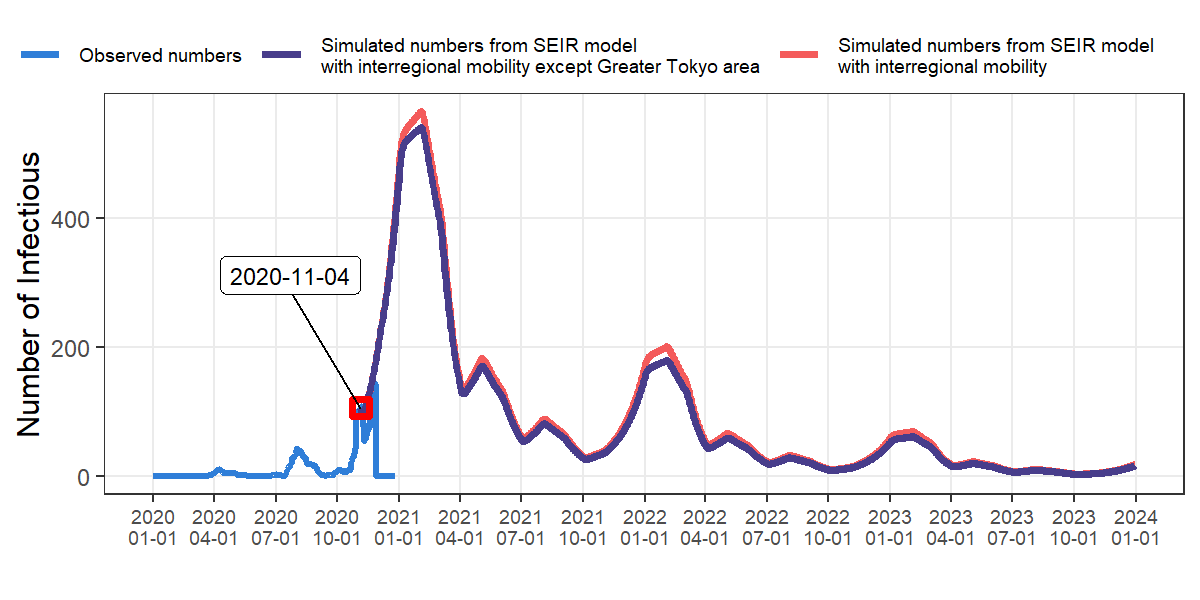 Observed numbers
Simulated numbers from SEIR model
with interregional mobility except Greater Tokyo area
Simulated numbers from SEIR model
with interregional mobility
Number of Infectious
400
200
0
2020-11-04
2020 2020 2020 2020 2021 2021 2021 2021 2022 2022 2022 2022 2023 2023 2023 2023 2024
01-01 04-01 07-01 10-01 01-01 04-01 07-01 10-01 01-01 04-01 07-01 10-01 01-01 04-01 07-01 10-01 01-01